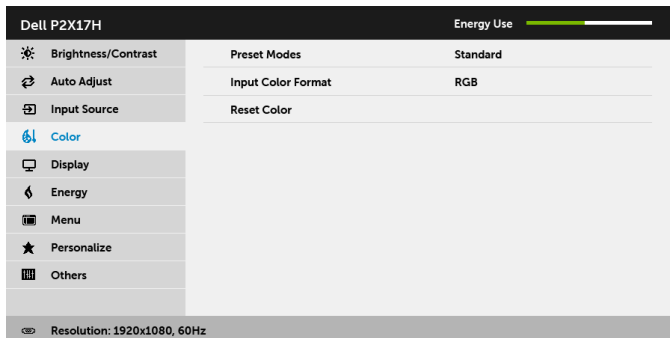 Dell P2X17H Energy Use
Brightness/Contrast Preset Modes Standard
Auto Adjust Input Color Format RGB
Input Source Reset Color
Color
Display
Energy
Menu
Personalize
Others
Resolution: 1920x1080, 60Hz